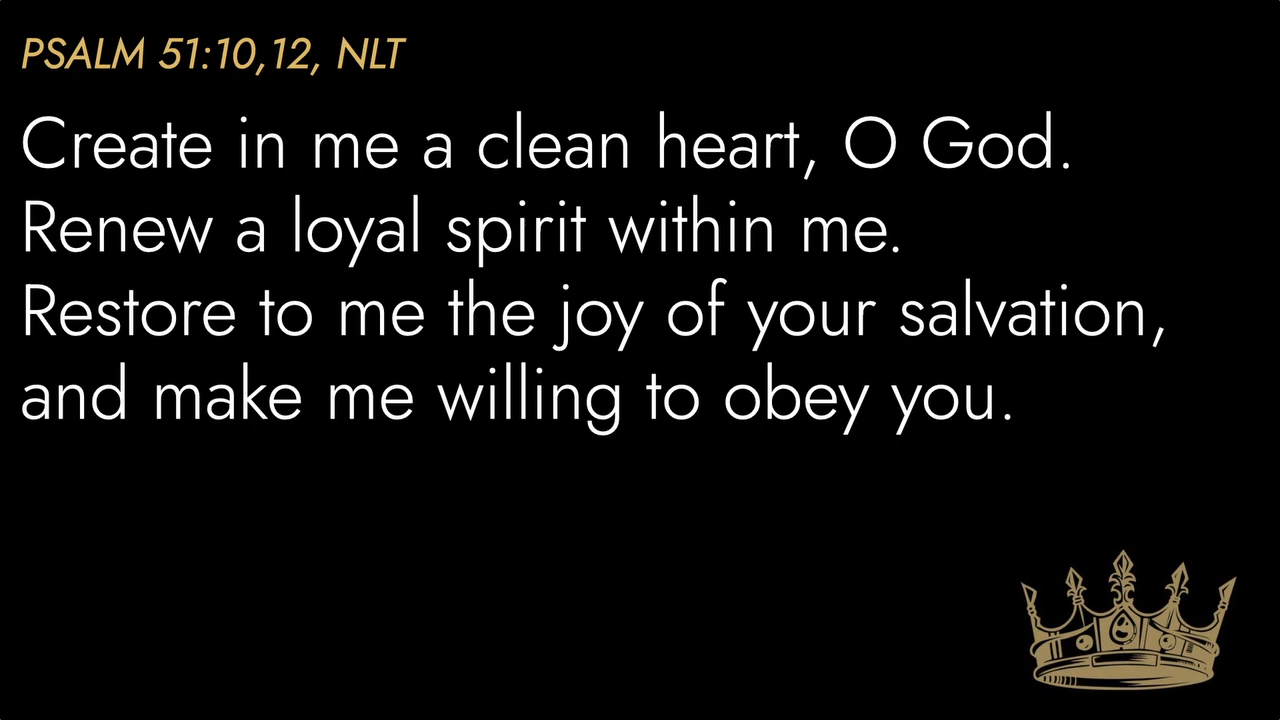 PSALM 51:10,12, NLT
Create in me a clean heart, O God.
Renew a loyal spirit within me.
Restore to me the joy of your salvation,
and make me willing to obey you.